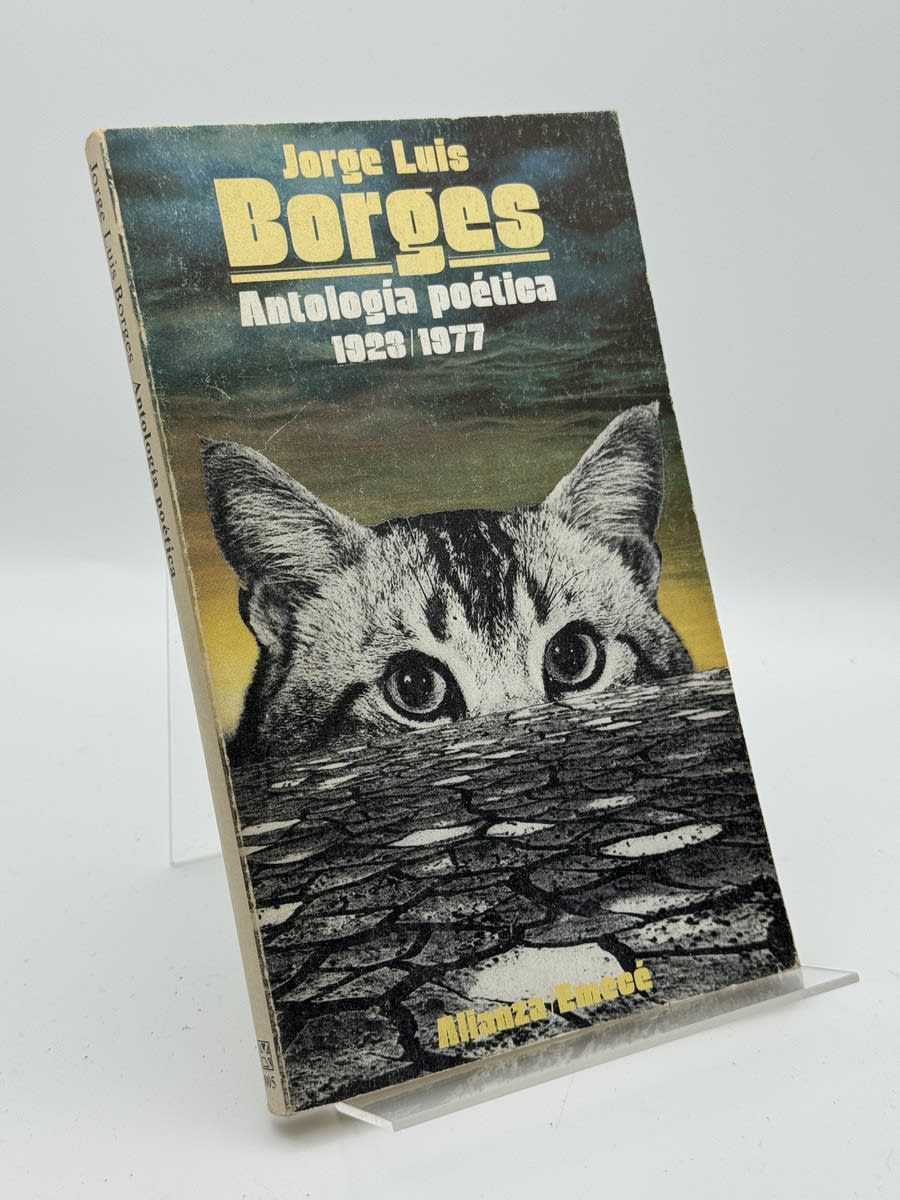 Jorge Luis
Borges
Antología poética
1923/1977
Alianza/Emecé
Jorge Luis Borges Antología poética